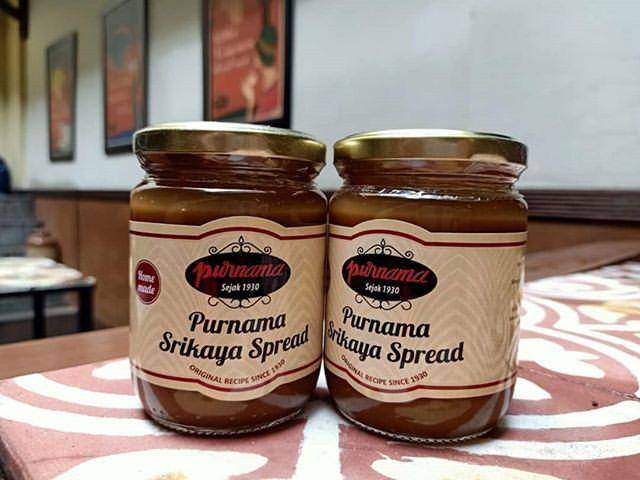 Home
made
purnama
Sejak 1930
Purnama
Srikaya Spread
ORIGINAL RECIPE SINCE 1930
purnama
Sejak 1930
Purnama
Srikaya Spread
ORIGINAL RECIPE SINCE 1930